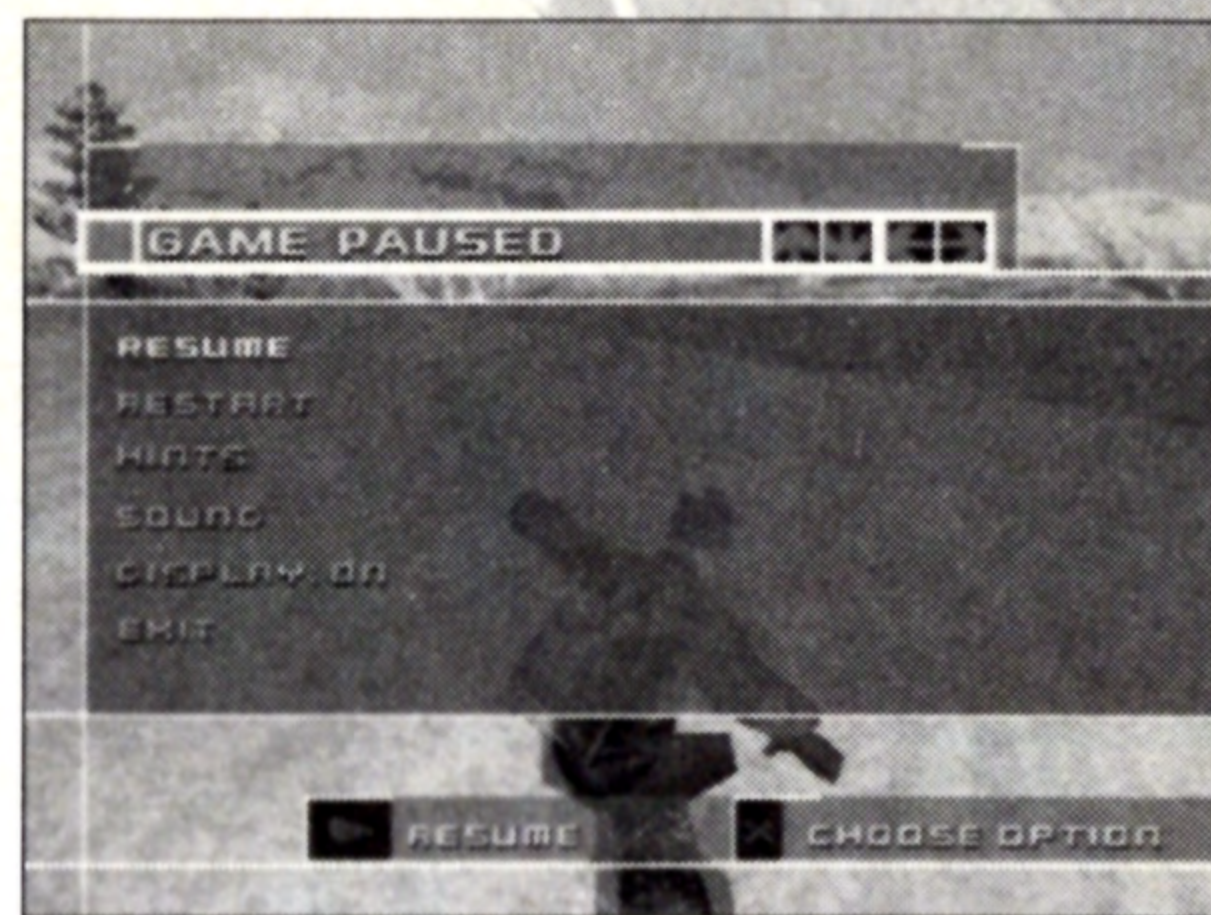 GAME PAUSED
RESUME
RESTART
HINTS
SOUND
DISPLAY: ON
EXIT
RESUME
CHOOSE OPTION